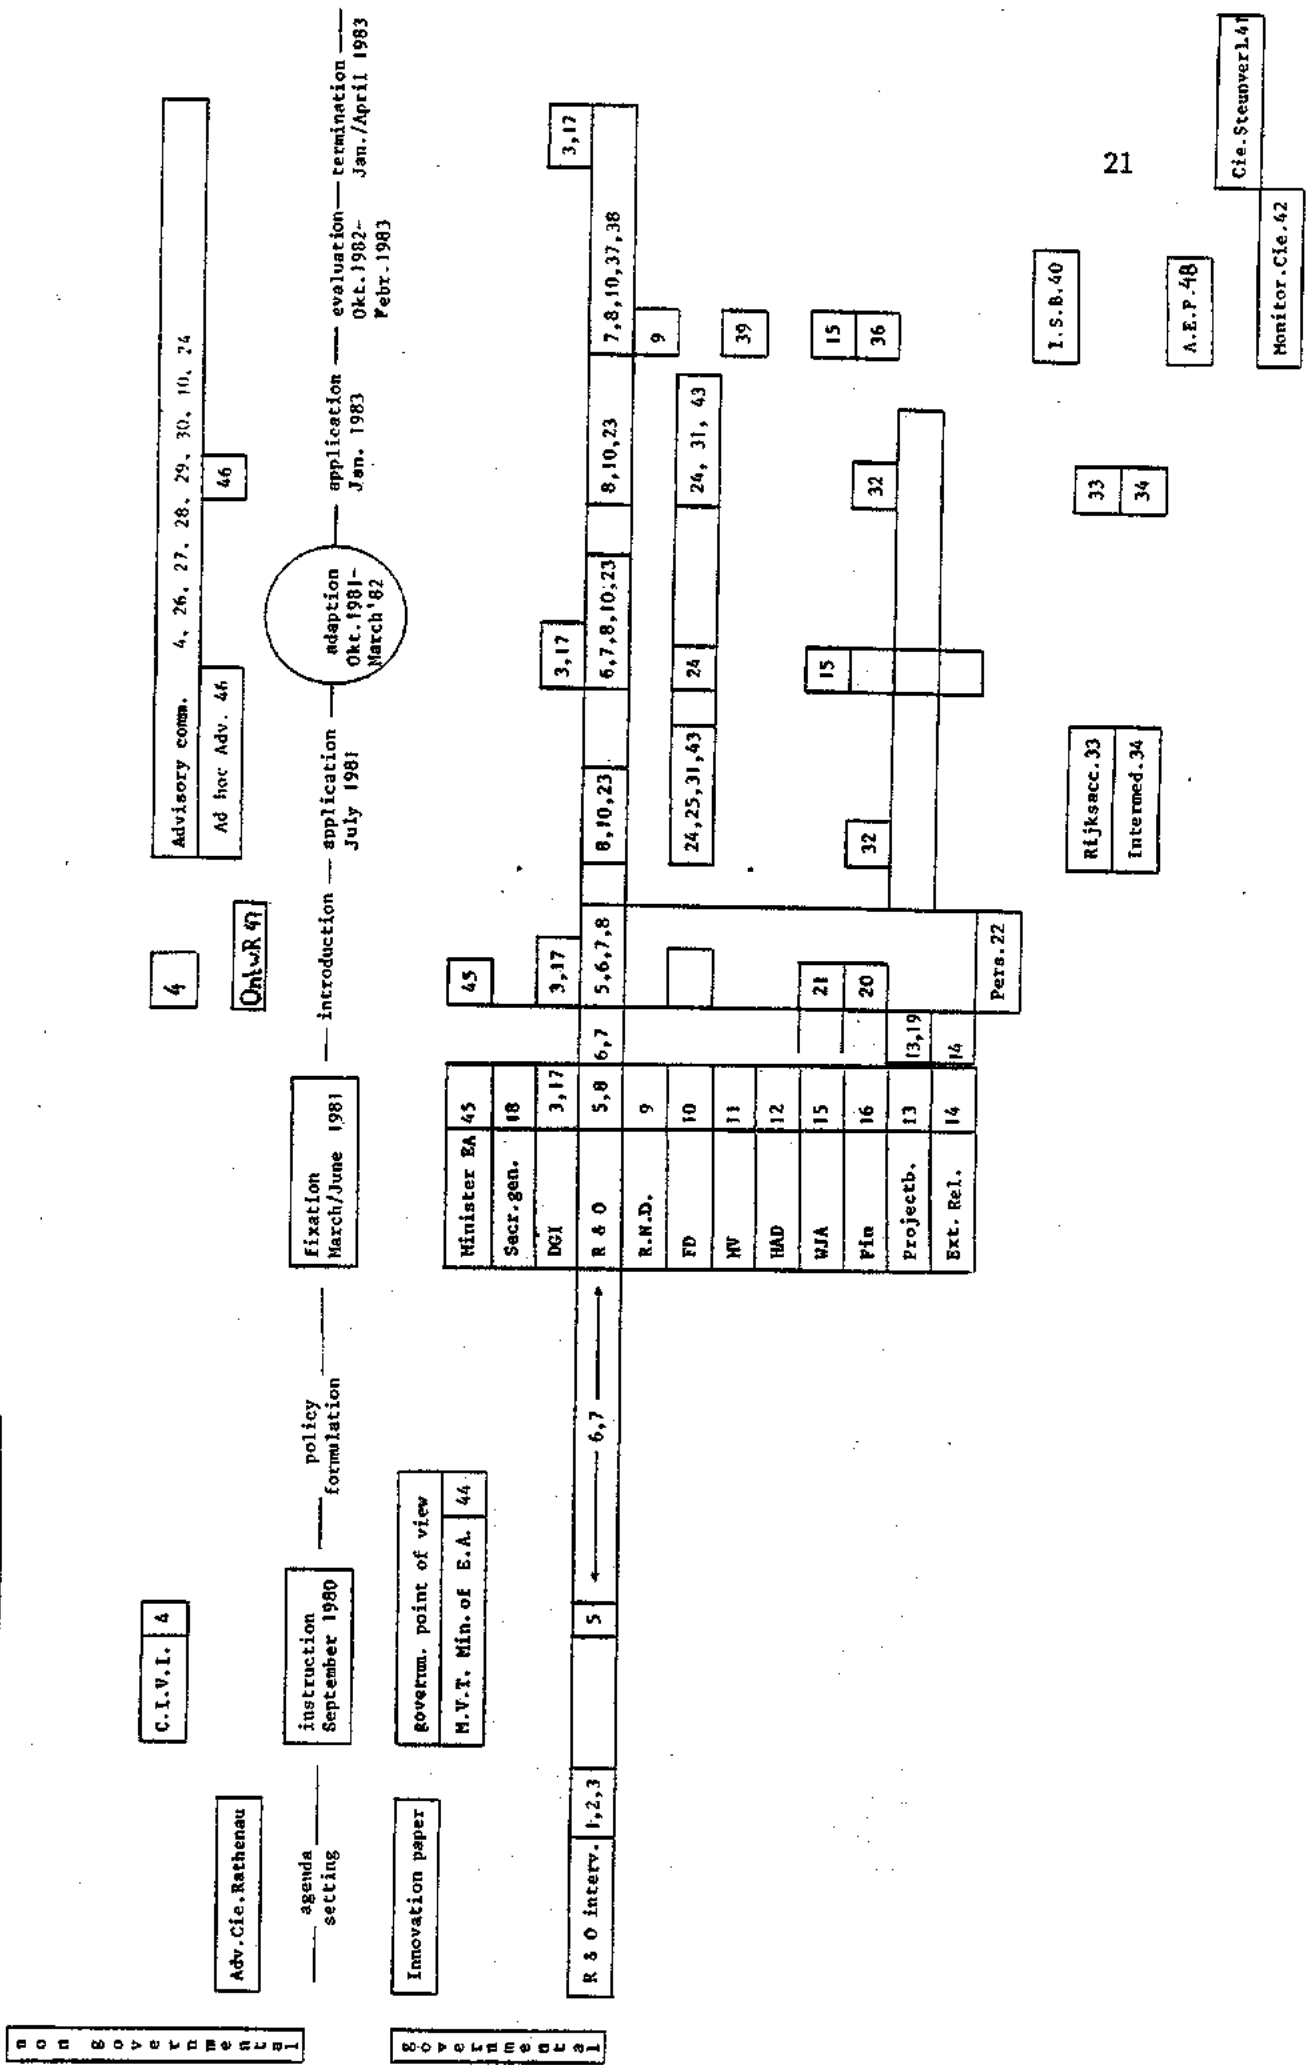 non governmental
governmental
Adv.Cie.Rathenau
C.I.V.I. 4
4
OntwR 47
Advisory comm. 4, 26, 27, 28, 29, 30, 10, 24
Ad hoc Adv. 46
46
agenda
setting
instruction
September 1980
policy
formulation
fixation
March/June 1981
introduction
application
July 1981
adaption
Okt.1981-
March'82
application
Jan. 1983
evaluation
Okt.1982-
Febr.1983
termination
Jan./April 1983
Innovation paper
governm. point of view
M.V.T. Min.of E.A. 44
R & O interv. 1,2,3
5
6,7
Minister EA 45
45
Secr.gen. 18
DGI 3,17
3,17
3,17
3,17
R & O 5,8 6,7 5,6,7,8
8,10,23
6,7,8,10,23
8,10,23
7,8,10,37,38
R.N.D. 9
9
FD 10
24,25,31,43
24
24, 31, 43
MV 11
39
HAD 12
WJA 15
21
15
15
Fin 16
20
32
32
36
Projectb. 13
13,19
Ext. Rel. 14
14
Pers.22
Rijksacc.33
Intermed.34
33
34
I.S.B.40
A.E.P.48
Cie.Steunverl.41
Monitor.Cie.42
21